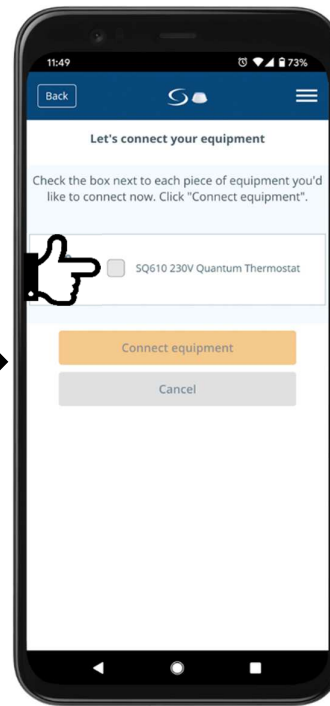 11:49
73%
Back
Let's connect your equipment
Check the box next to each piece of equipment you'd
like to connect now. Click "Connect equipment".
SQ610 230V Quantum Thermostat
Connect equipment
Cancel